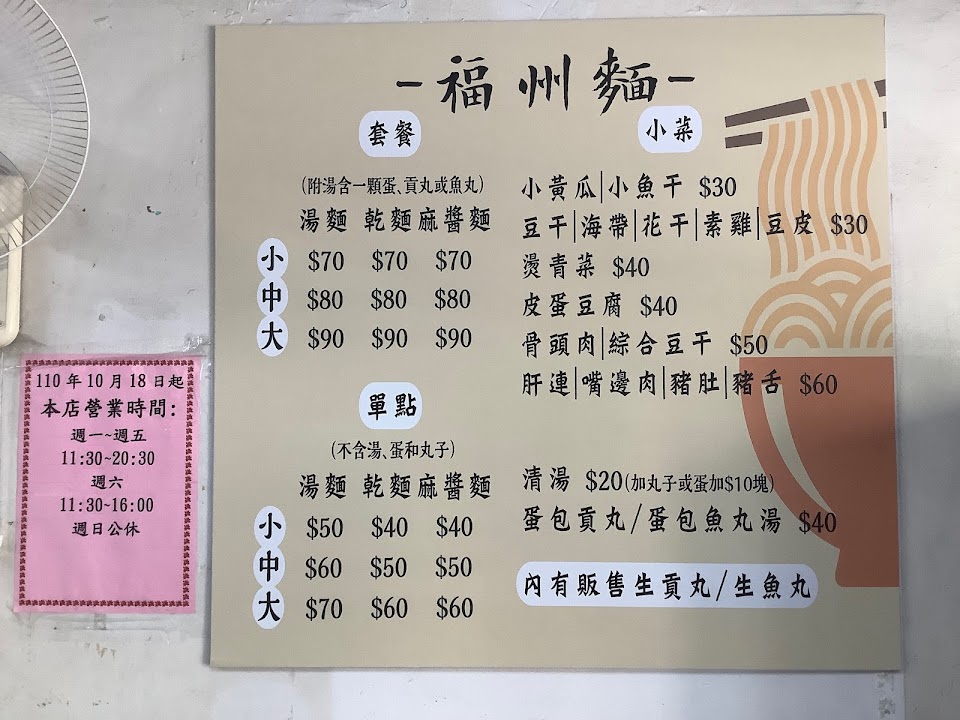 -福州麵-
套餐
(附湯含一顆蛋、貢丸或魚丸)
湯麵 乾麵 麻醬麵
小 $70 $70 $70
中 $80 $80 $80
大 $90 $90 $90
單點
(不含湯、蛋和丸子)
湯麵 乾麵 麻醬麵
小 $50 $40 $40
中 $60 $50 $50
大 $70 $60 $60
小菜
小黃瓜|小魚干 $30
豆干|海帶|花干|素雞|豆皮 $30
燙青菜 $40
皮蛋豆腐 $40
骨頭肉|綜合豆干 $50
肝連|嘴邊肉|豬肚|豬舌 $60
清湯 $20(加丸子或蛋加$10塊)
蛋包貢丸/蛋包魚丸湯 $40
內有販售生貢丸/生魚丸
110年10月18日起
本店營業時間:
週一~週五
11:30~20:30
週六
11:30~16:00
週日公休